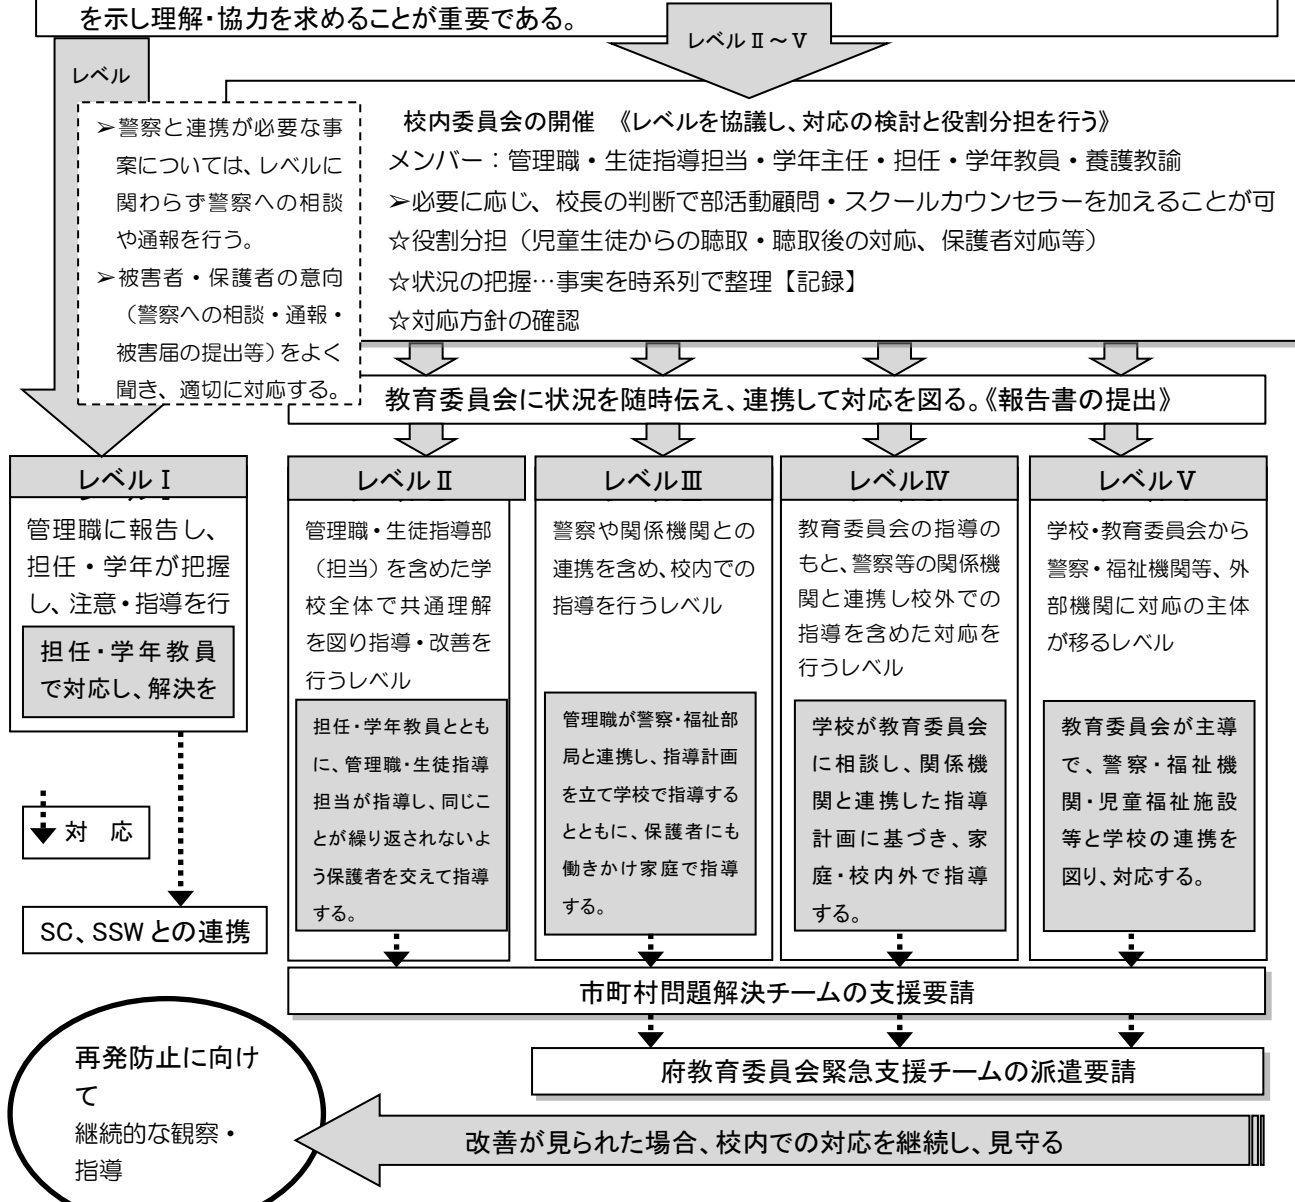 を示し理解・協力を求めることが重要である。
レベルⅡ～Ⅴ
レベル
➢警察と連携が必要な事
案については、レベルに
関わらず警察への相談
や通報を行う。
➢被害者・保護者の意向
（警察への相談・通報・
被害届の提出等）をよく
聞き、適切に対応する。
校内委員会の開催　《レベルを協議し、対応の検討と役割分担を行う》
メンバー：管理職・生徒指導担当・学年主任・担任・学年教員・養護教諭
➢必要に応じ、校長の判断で部活動顧問・スクールカウンセラーを加えることが可
☆役割分担（児童生徒からの聴取・聴取後の対応、保護者対応等）
☆状況の把握…事実を時系列で整理【記録】
☆対応方針の確認
教育委員会に状況を随時伝え、連携して対応を図る。《報告書の提出》
レベルⅠ
管理職に報告し、
担任・学年が把握
し、注意・指導を行
担任・学年教員
で対応し、解決を
レベルⅡ
管理職・生徒指導部
（担当）を含めた学
校全体で共通理解
を図り指導・改善を
行うレベル
担任・学年教員ととも
に、管理職・生徒指導
担当が指導し、同じこ
とが繰り返されないよ
う保護者を交えて指導
する。
レベルⅢ
警察や関係機関との
連携を含め、校内での
指導を行うレベル
管理職が警察・福祉部
局と連携し、指導計画
を立て学校で指導する
とともに、保護者にも
働きかけ家庭で指導
する。
レベルⅣ
教育委員会の指導の
もと、警察等の関係機
関と連携し校外での
指導を含めた対応を
行うレベル
学校が教育委員会
に相談し、関係機
関と連携した指導
計画に基づき、家
庭・校内外で指導
する。
レベルⅤ
学校・教育委員会から
警察・福祉機関等、外
部機関に対応の主体
が移るレベル
教育委員会が主導
で、警察・福祉機
関・児童福祉施設
等と学校の連携を
図り、対応する。
対　応
SC、SSWとの連携
市町村問題解決チームの支援要請
府教育委員会緊急支援チームの派遣要請
再発防止に向け
て
継続的な観察・
指導
改善が見られた場合、校内での対応を継続し、見守る